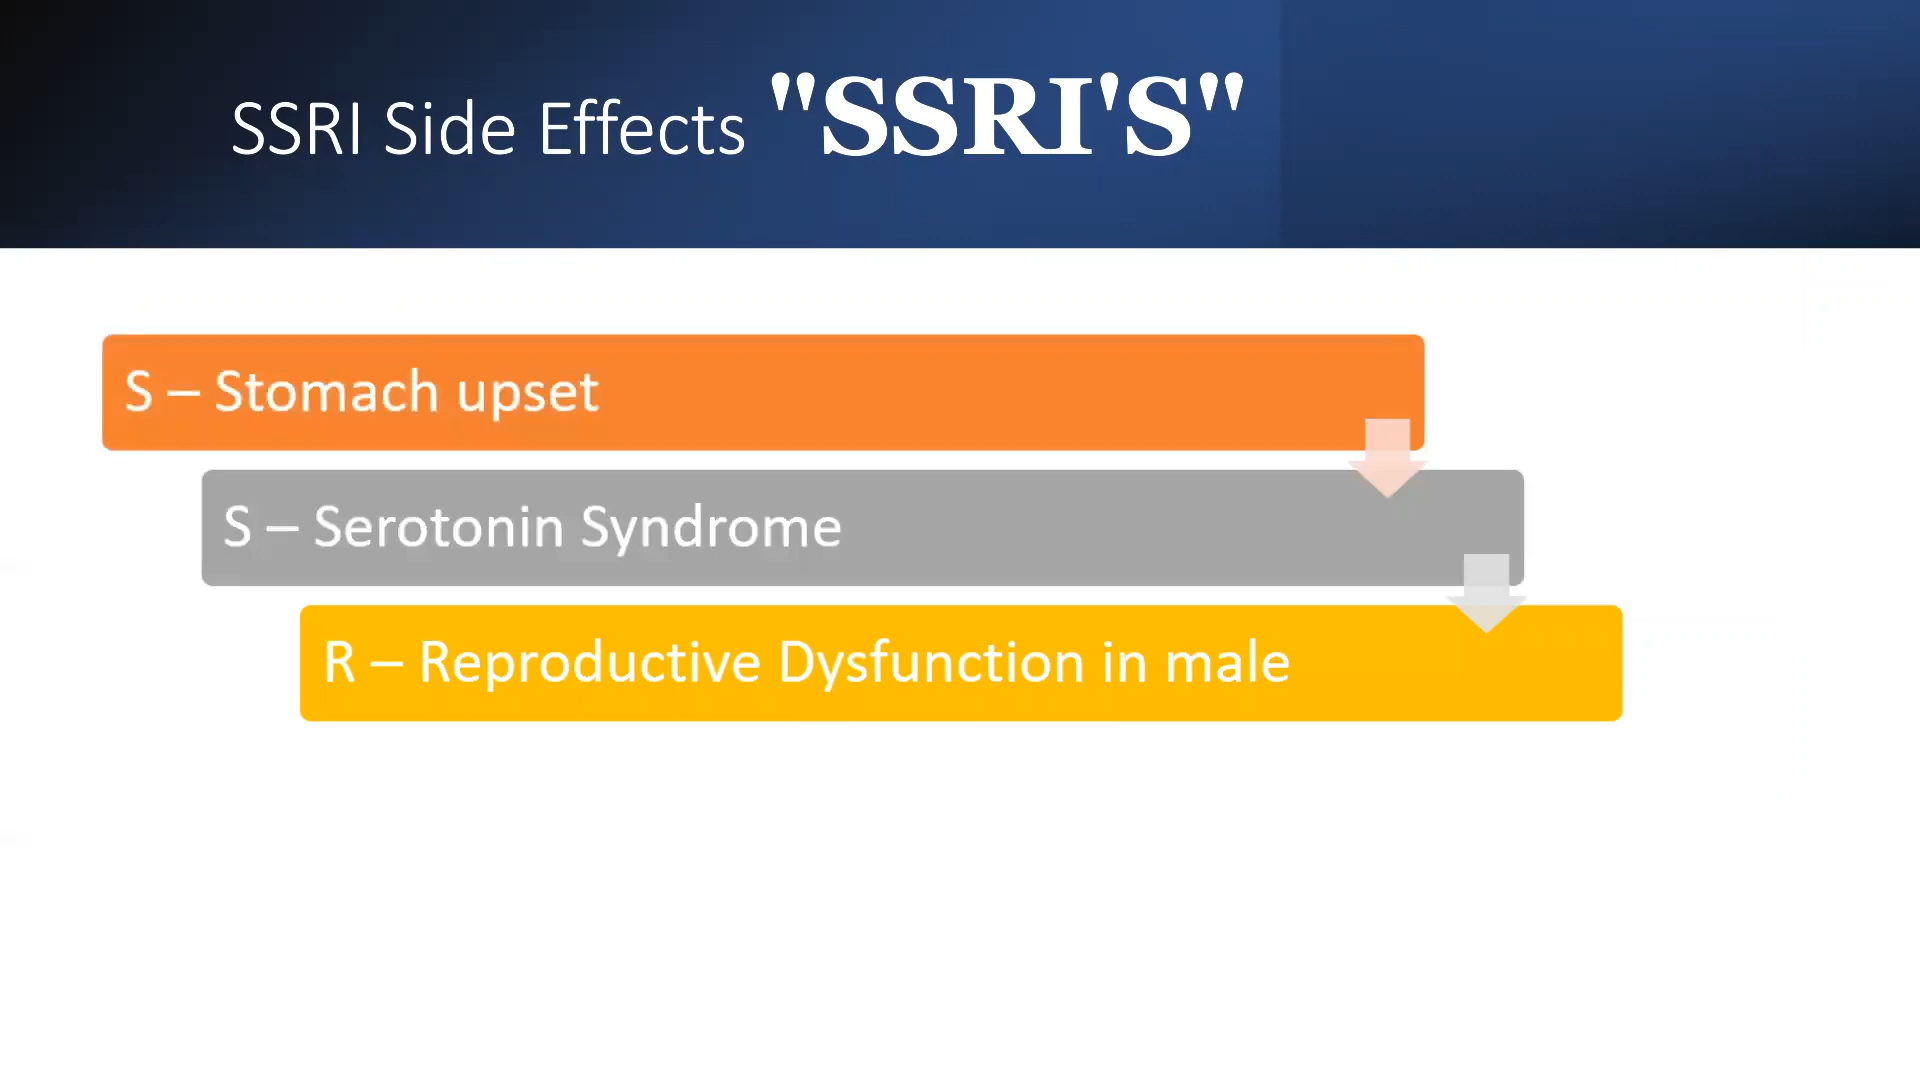 SSRI Side Effects "SSRI'S"
S – Stomach upset
S – Serotonin Syndrome
R – Reproductive Dysfunction in male